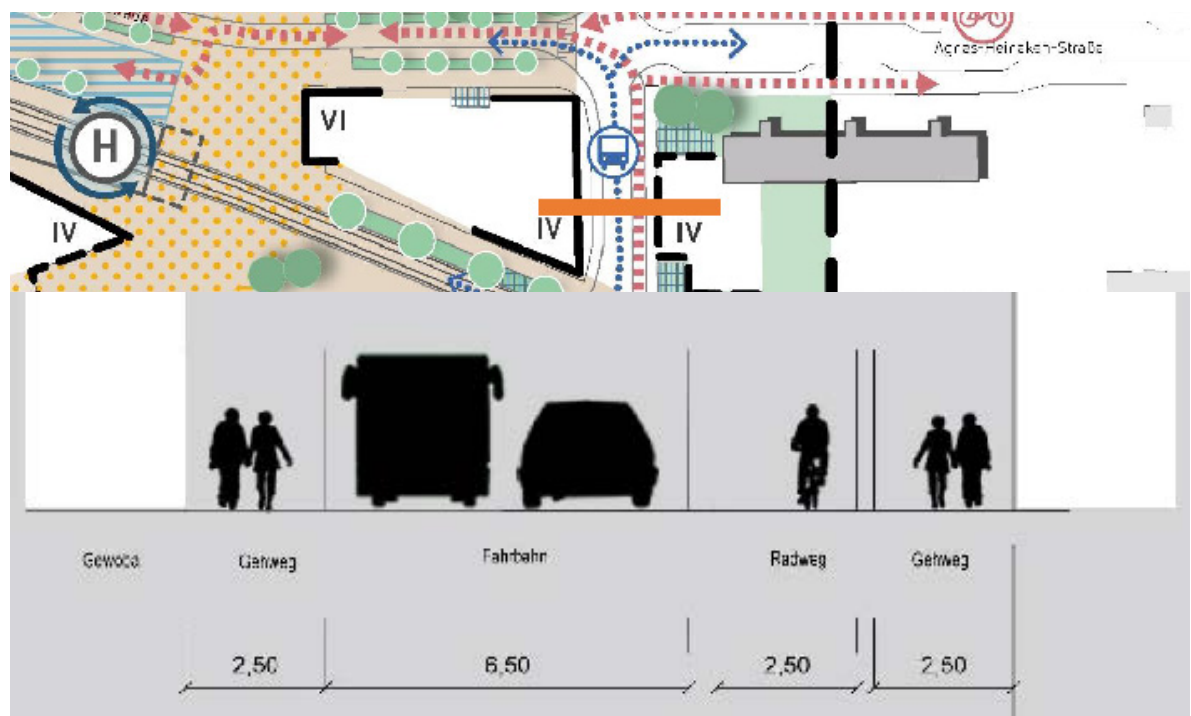 Agnes-Heineken-Straße
VI
H
IV
IV
IV
Gewoba
Gehweg
Fahrbahn
Radweg
Gehweg
2,50
6,50
2,50
2,50